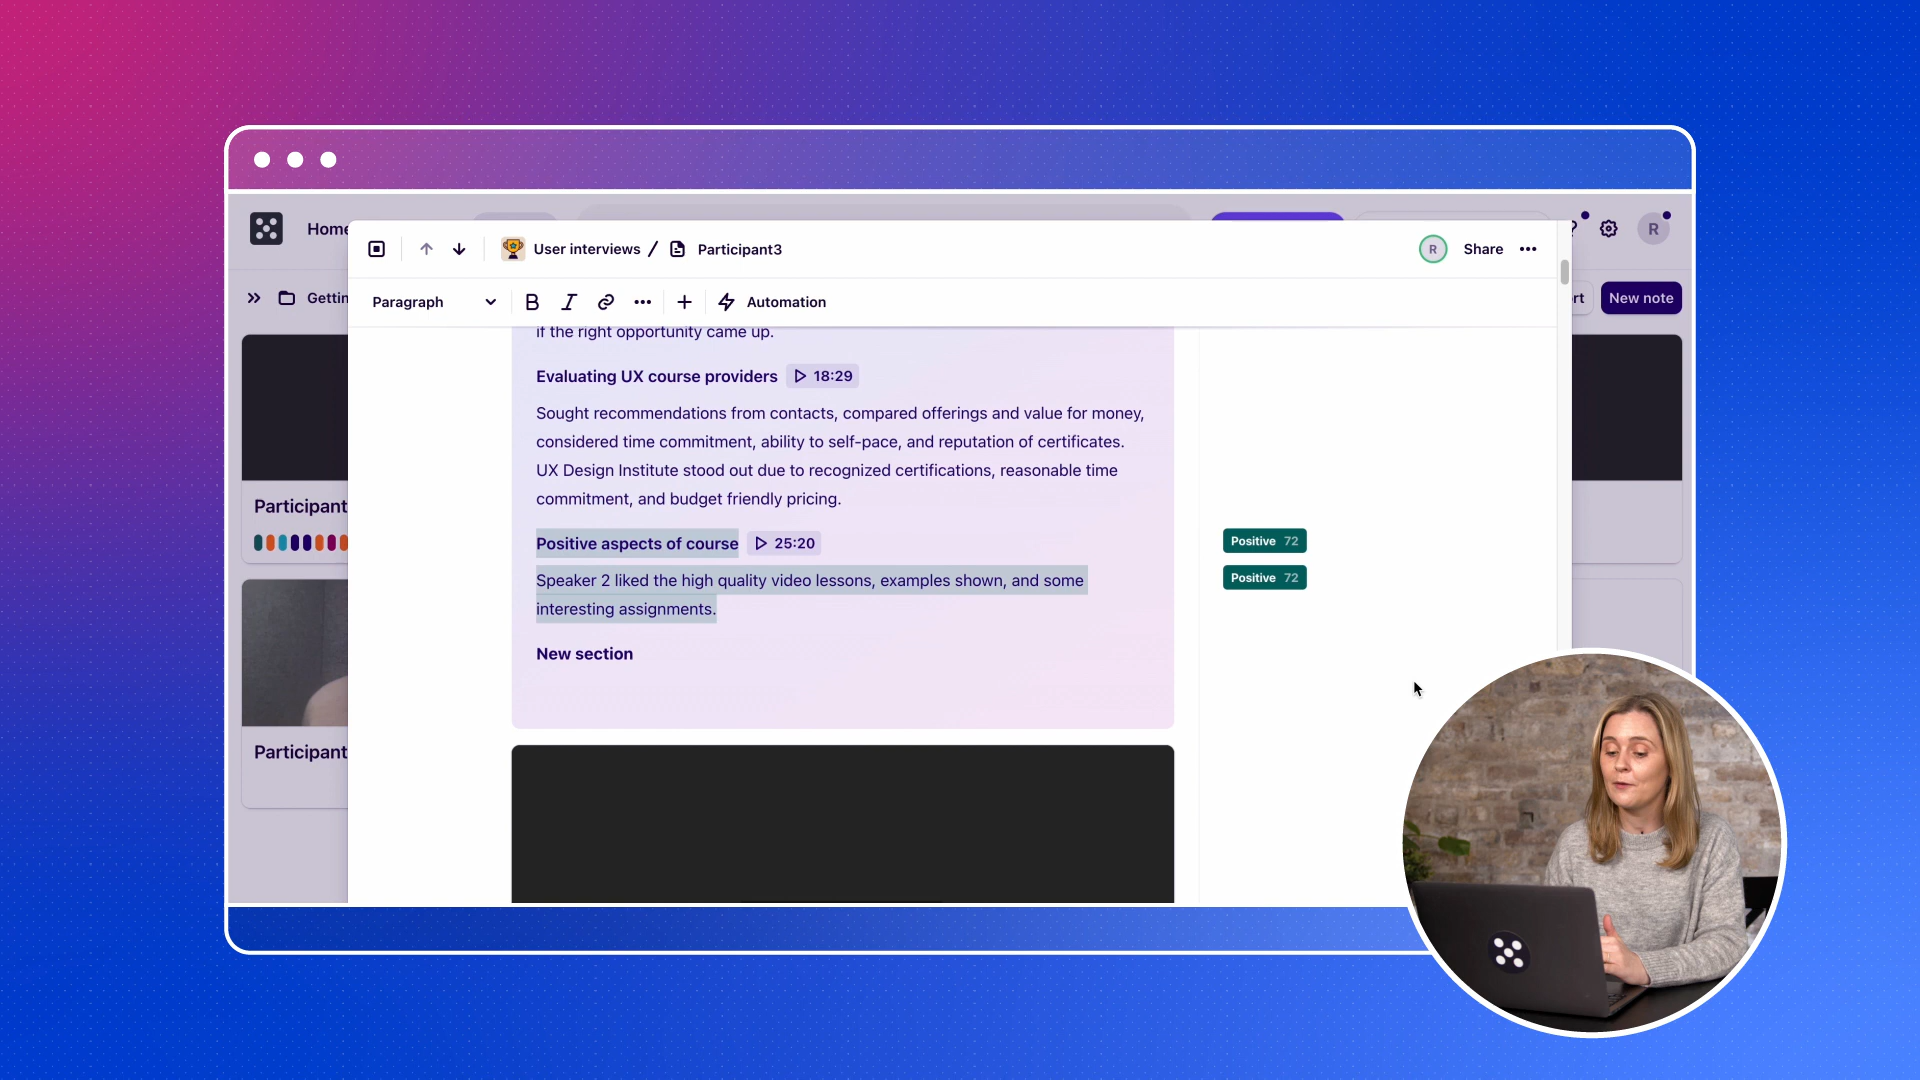 Home
User interviews / Participant3
R
Share
R
Gettin
rt
New note
Paragraph
B
Automation
if the right opportunity came up.
Evaluating UX course providers 18:29
Sought recommendations from contacts, compared offerings and value for money,
considered time commitment, ability to self-pace, and reputation of certificates.
UX Design Institute stood out due to recognized certifications, reasonable time
commitment, and budget friendly pricing.
Participant
Positive aspects of course 25:20
Positive 72
Speaker 2 liked the high quality video lessons, examples shown, and some
interesting assignments.
Positive 72
New section
Participant